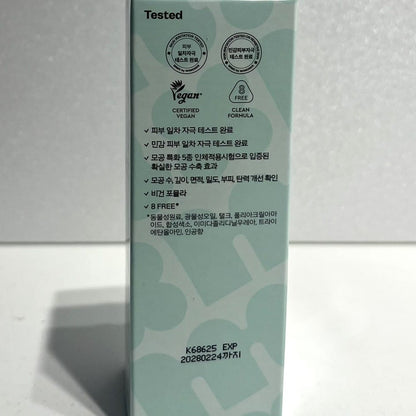 Tested
피부
일차자극
테스트 완료
민감피부자극
테스트 완료
Vegan
CERTIFIED
VEGAN
8
FREE
CLEAN
FORMULA
✓ 피부 일차 자극 테스트 완료
✓ 민감 피부 일차 자극 테스트 완료
✓ 모공 특화 5종 인체적용시험으로 입증된
확실한 모공 수축 효과
✓ 모공 수, 깊이, 면적, 밀도, 부피, 탄력 개선 확인
✓ 비건 포뮬라
✓ 8 FREE*
*동물성원료, 광물성오일, 탈크, 폴리아크릴아마
이드, 합성색소, 이미다졸리디닐우레아, 트라이
에탄올아민, 인공향
K68625 EXP
20280224까지